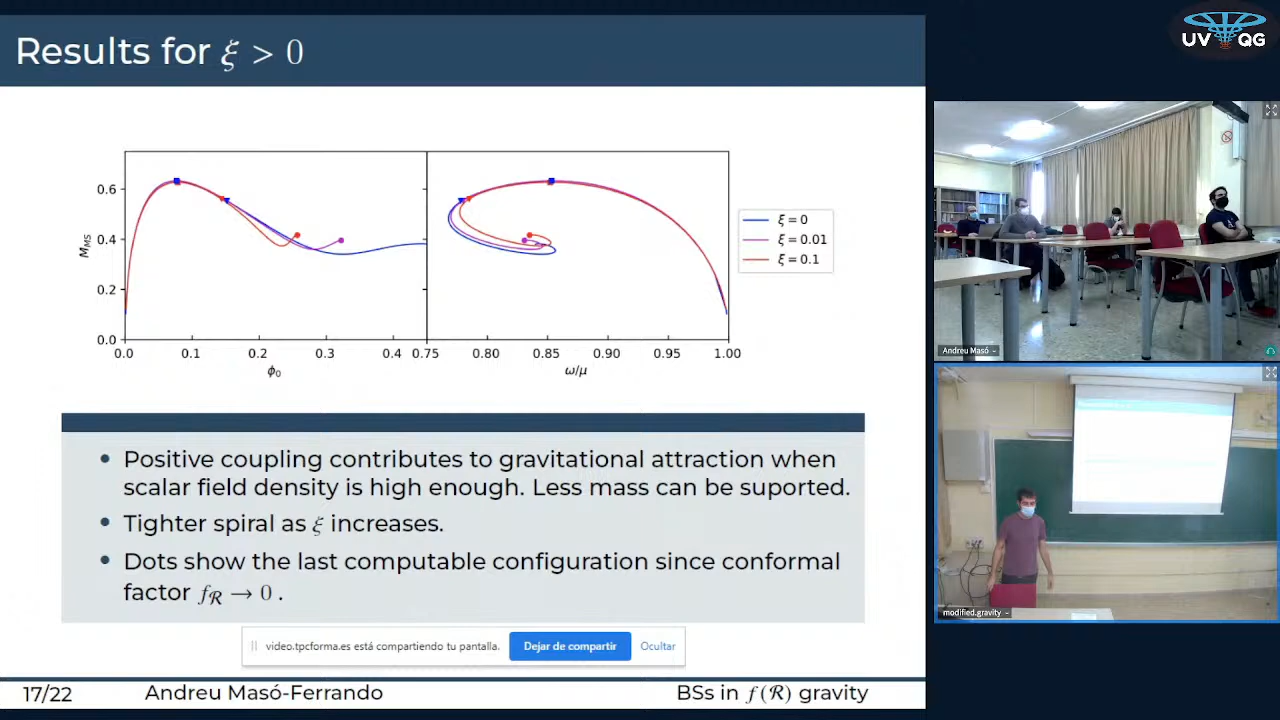 Results for ξ > 0
UV QG
0.6
0.4
0.2
0.0
M_MS
0.0 0.1 0.2 0.3 0.4 0.75 0.80 0.85 0.90 0.95 1.00
ϕ₀ ω/μ
ξ = 0
ξ = 0.01
ξ = 0.1
Andreu Masó
• Positive coupling contributes to gravitational attraction when
scalar field density is high enough. Less mass can be suported.
• Tighter spiral as ξ increases.
• Dots show the last computable configuration since conformal
factor f_ℛ → 0 .
modified.gravity
video.tpcforma.es está compartiendo tu pantalla. Dejar de compartir Ocultar
17/22 Andreu Masó-Ferrando BSs in f(ℛ) gravity